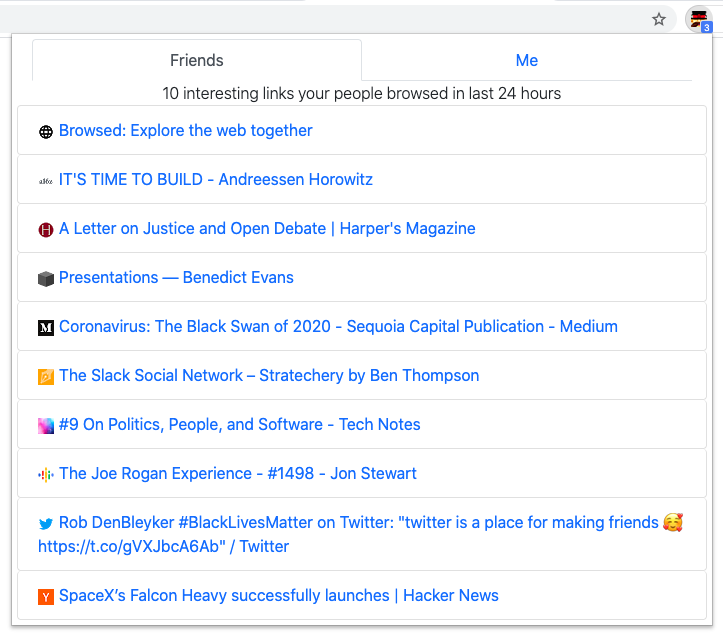 3
Friends
Me
10 interesting links your people browsed in last 24 hours
Browsed: Explore the web together
a16z IT'S TIME TO BUILD - Andreessen Horowitz
H A Letter on Justice and Open Debate | Harper's Magazine
Presentations — Benedict Evans
M Coronavirus: The Black Swan of 2020 - Sequoia Capital Publication - Medium
The Slack Social Network – Stratechery by Ben Thompson
#9 On Politics, People, and Software - Tech Notes
The Joe Rogan Experience - #1498 - Jon Stewart
Rob DenBleyker #BlackLivesMatter on Twitter: "twitter is a place for making friends 🥰
https://t.co/gVXJbcA6Ab" / Twitter
Y SpaceX’s Falcon Heavy successfully launches | Hacker News